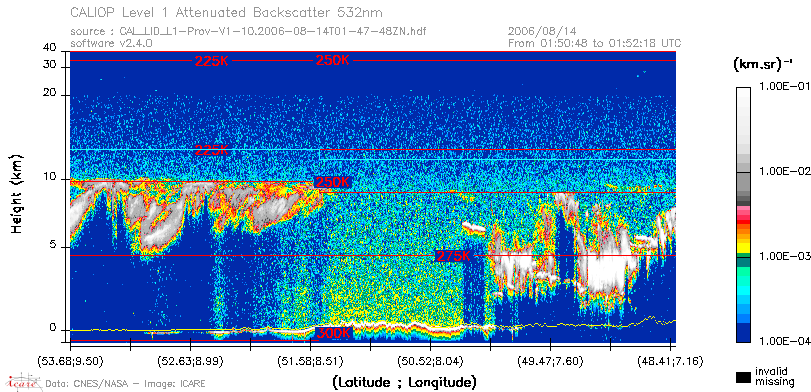 CALIOP Level 1 Attenuated Backscatter 532nm
source : CAL_LID_L1-Prov-V1-10.2006-08-14T01-47-48ZN.hdf 2006/08/14
software v2.4.0 From 01:50:48 to 01:52:18 UTC
(km.sr)⁻¹
40
30
20
10
5
0
Height (km)
225K 250K
225K
250K
275K
300K
1.00E-01
1.00E-02
1.00E-03
1.00E-04
invalid
missing
(53.68;9.50) (52.63;8.99) (51.58;8.51) (50.52;8.04) (49.47;7.60) (48.41;7.16)
(Latitude ; Longitude)
icare Data: CNES/NASA - Image: ICARE